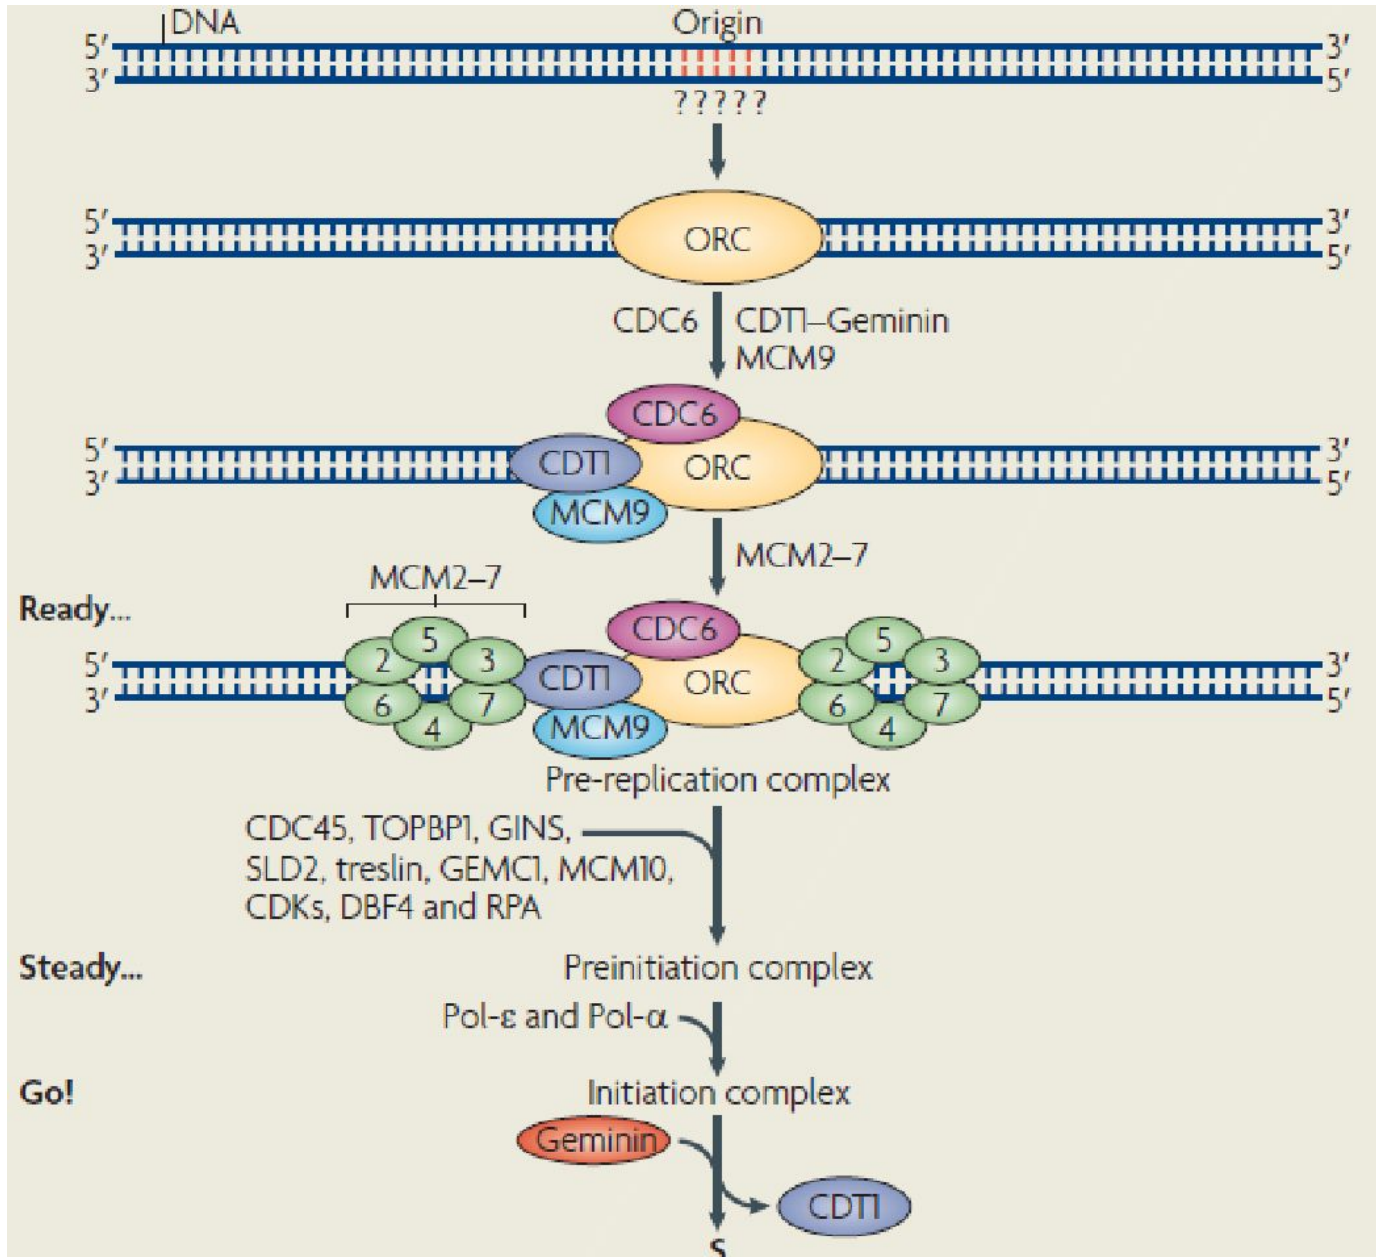 DNA
Origin
5′ 3′
3′ 5′
?????
5′ 3′
ORC
3′ 5′
CDC6 CDT1–Geminin
MCM9
CDC6
5′ 3′
CDT1 ORC
3′ 5′
MCM9
MCM2–7
MCM2–7
Ready...
CDC6
5 5
5′ 2 3 CDT1 ORC 2 3 3′
3′ 6 7 6 7 5′
4 MCM9 4
Pre-replication complex
CDC45, TOPBP1, GINS,
SLD2, treslin, GEMC1, MCM10,
CDKs, DBF4 and RPA
Steady... Preinitiation complex
Pol-ε and Pol-α
Go! Initiation complex
Geminin
CDT1
S